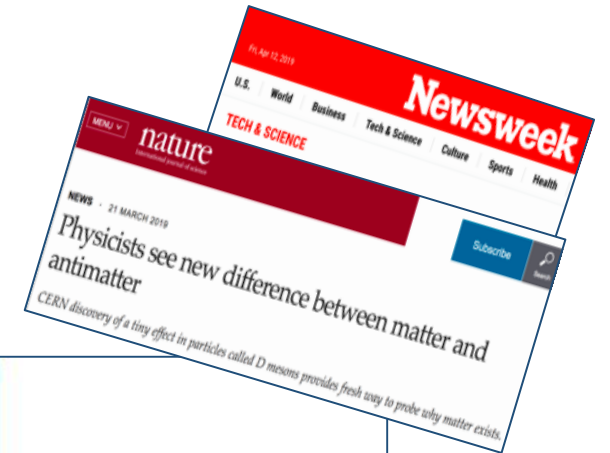 Fri, Apr 12, 2019
Newsweek
U.S. World Business Tech & Science Culture Sports Health
TECH & SCIENCE
MENU
nature
International journal of science
Subscribe
Search
NEWS · 21 MARCH 2019
Physicists see new difference between matter and
antimatter
CERN discovery of a tiny effect in particles called D mesons provides fresh way to probe why matter exists.